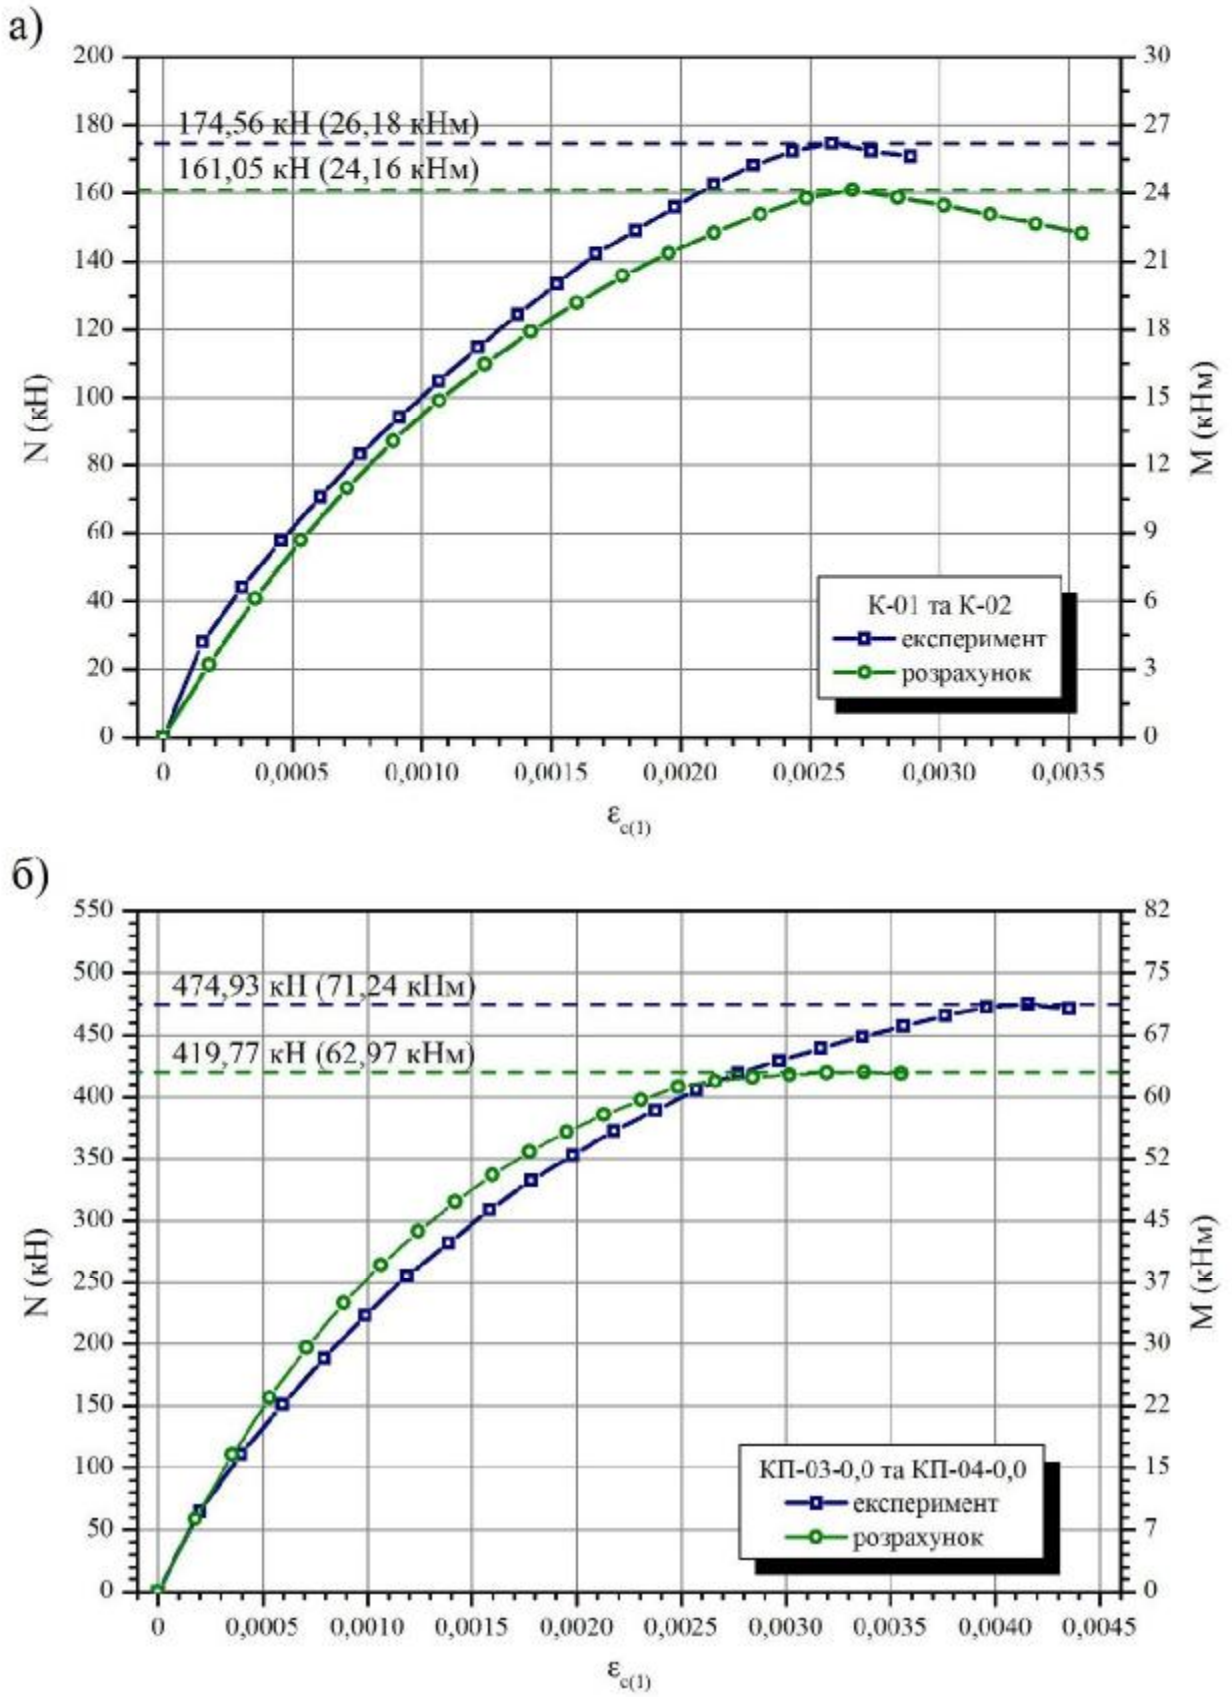 а)
200
180
160
140
120
100
80
60
40
20
0
N (кН)
30
27
24
21
18
15
12
9
6
3
0
М (кНм)
174,56 кН (26,18 кНм)
161,05 кН (24,16 кНм)
К-01 та К-02
експеримент
розрахунок
0 0,0005 0,0010 0,0015 0,0020 0,0025 0,0030 0,0035
εc(1)
б)
550
500
450
400
350
300
250
200
150
100
50
0
N (кН)
82
75
67
60
52
45
37
30
22
15
7
0
М (кНм)
474,93 кН (71,24 кНм)
419,77 кН (62,97 кНм)
КП-03-0,0 та КП-04-0,0
експеримент
розрахунок
0 0,0005 0,0010 0,0015 0,0020 0,0025 0,0030 0,0035 0,0040 0,0045
εc(1)